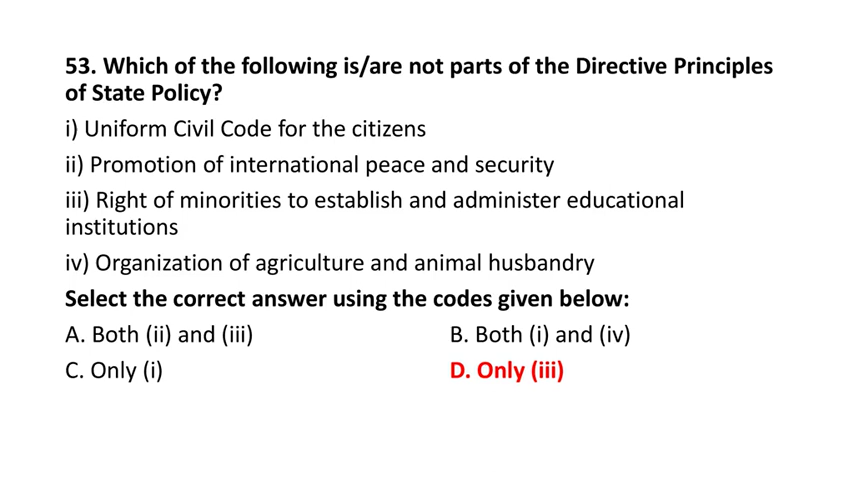 53. Which of the following is/are not parts of the Directive Principles
of State Policy?
i) Uniform Civil Code for the citizens
ii) Promotion of international peace and security
iii) Right of minorities to establish and administer educational
institutions
iv) Organization of agriculture and animal husbandry
Select the correct answer using the codes given below:
A. Both (ii) and (iii) B. Both (i) and (iv)
C. Only (i) D. Only (iii)